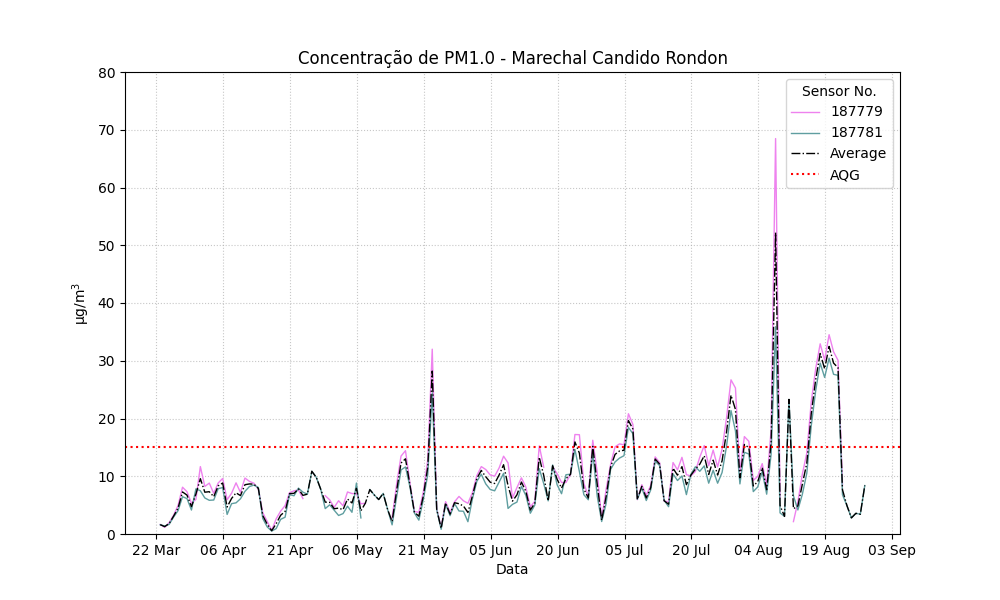 Concentração de PM1.0 - Marechal Candido Rondon
80
70
60
50
40
30
20
10
0
µg/m³
Sensor No.
187779
187781
Average
AQG
22 Mar 06 Apr 21 Apr 06 May 21 May 05 Jun 20 Jun 05 Jul 20 Jul 04 Aug 19 Aug 03 Sep
Data